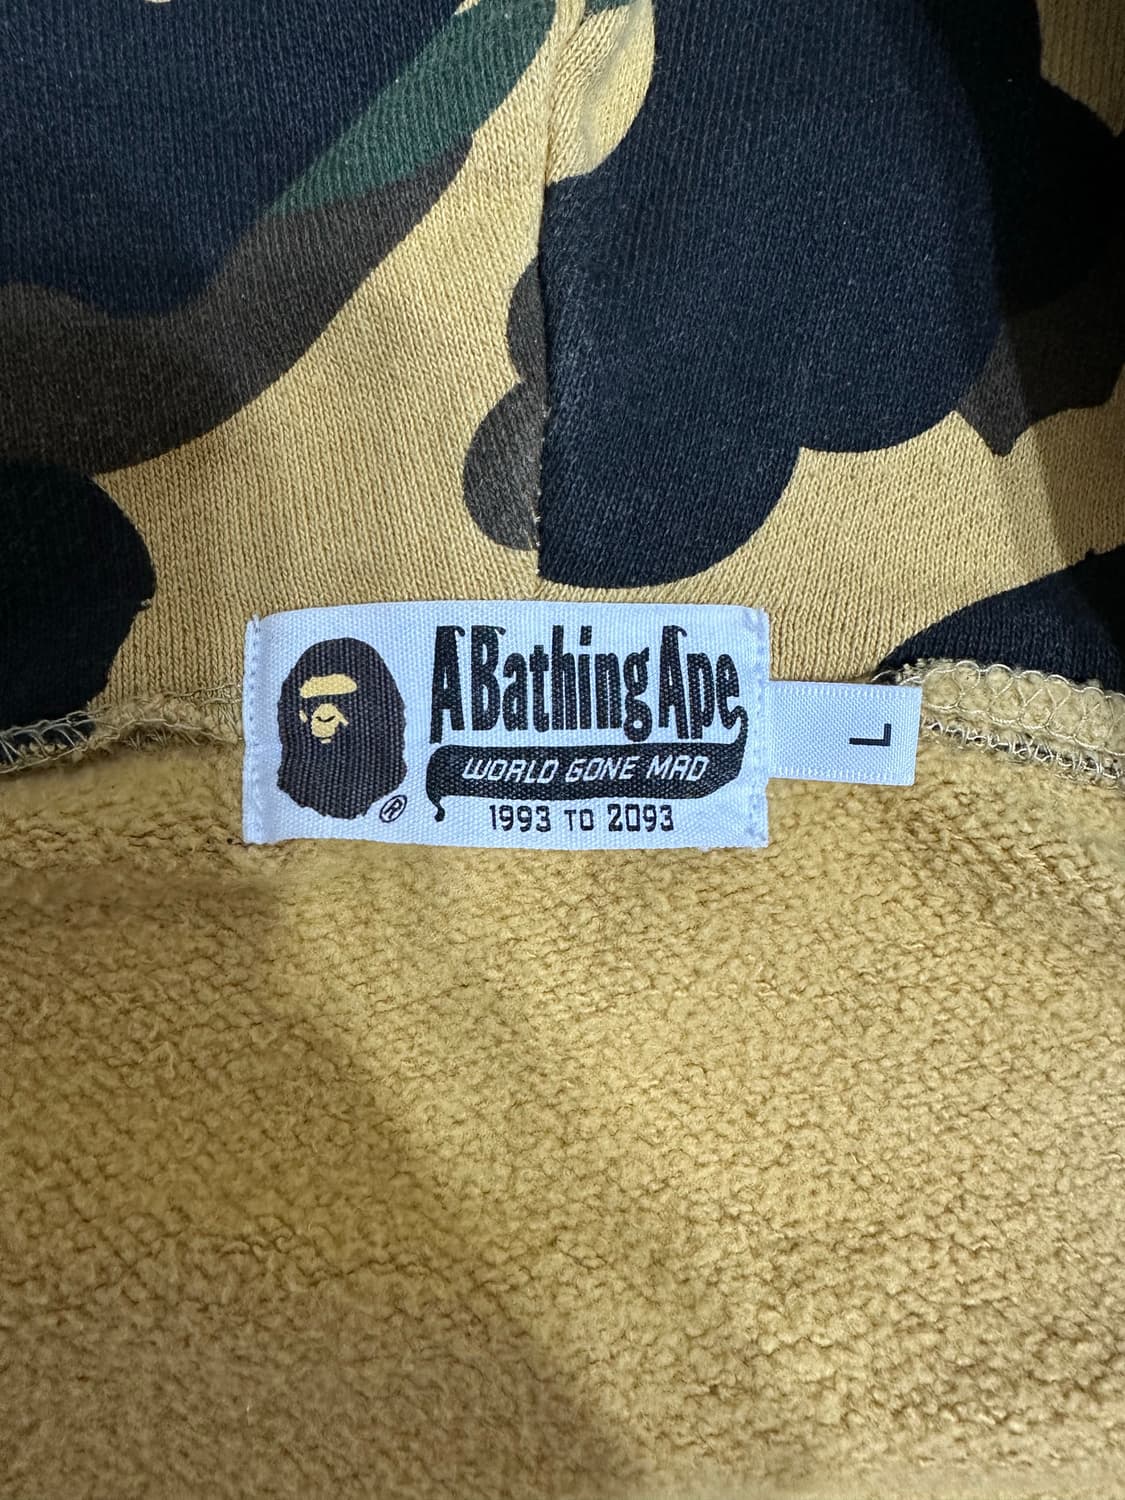 A Bathing Ape
WORLD GONE MAD
1993 TO 2093
®
L